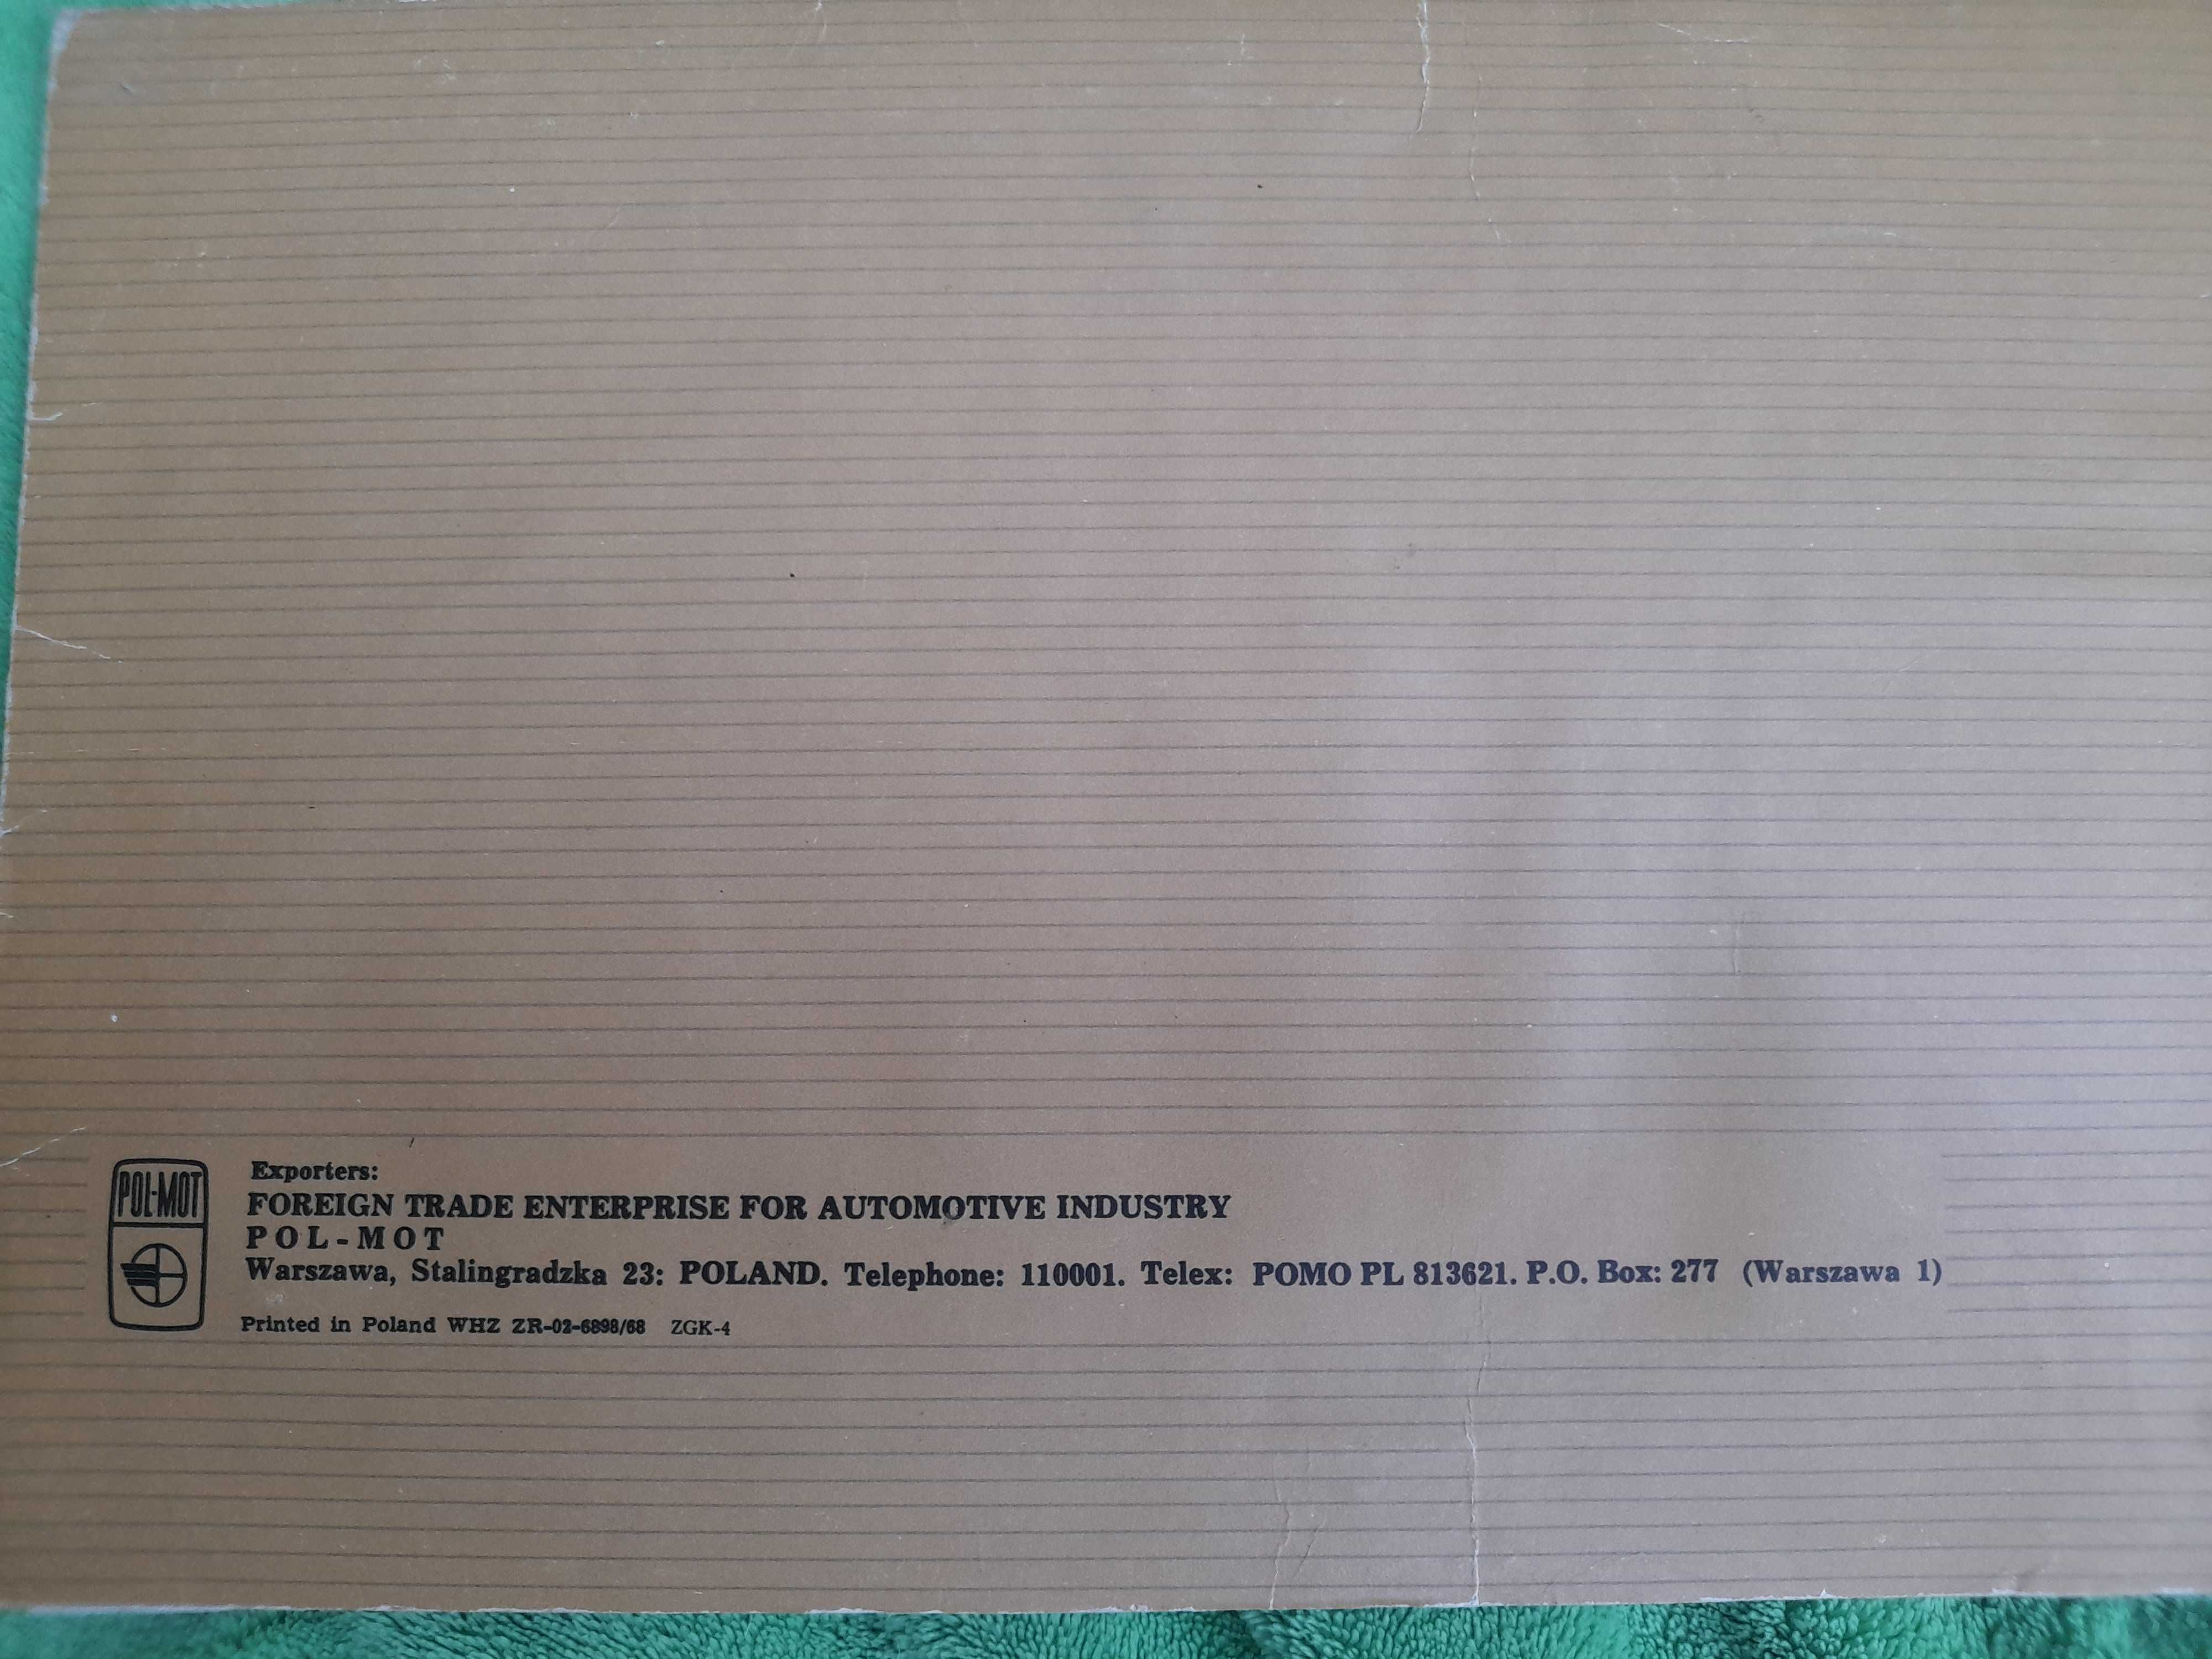 POL-MOT
Exporters:
FOREIGN TRADE ENTERPRISE FOR AUTOMOTIVE INDUSTRY
POL-MOT
Warszawa, Stalingradzka 23: POLAND. Telephone: 110001. Telex: POMO PL 813621. P.O. Box: 277 (Warszawa 1)
Printed in Poland WHZ ZR-02-6898/68 ZGK-4